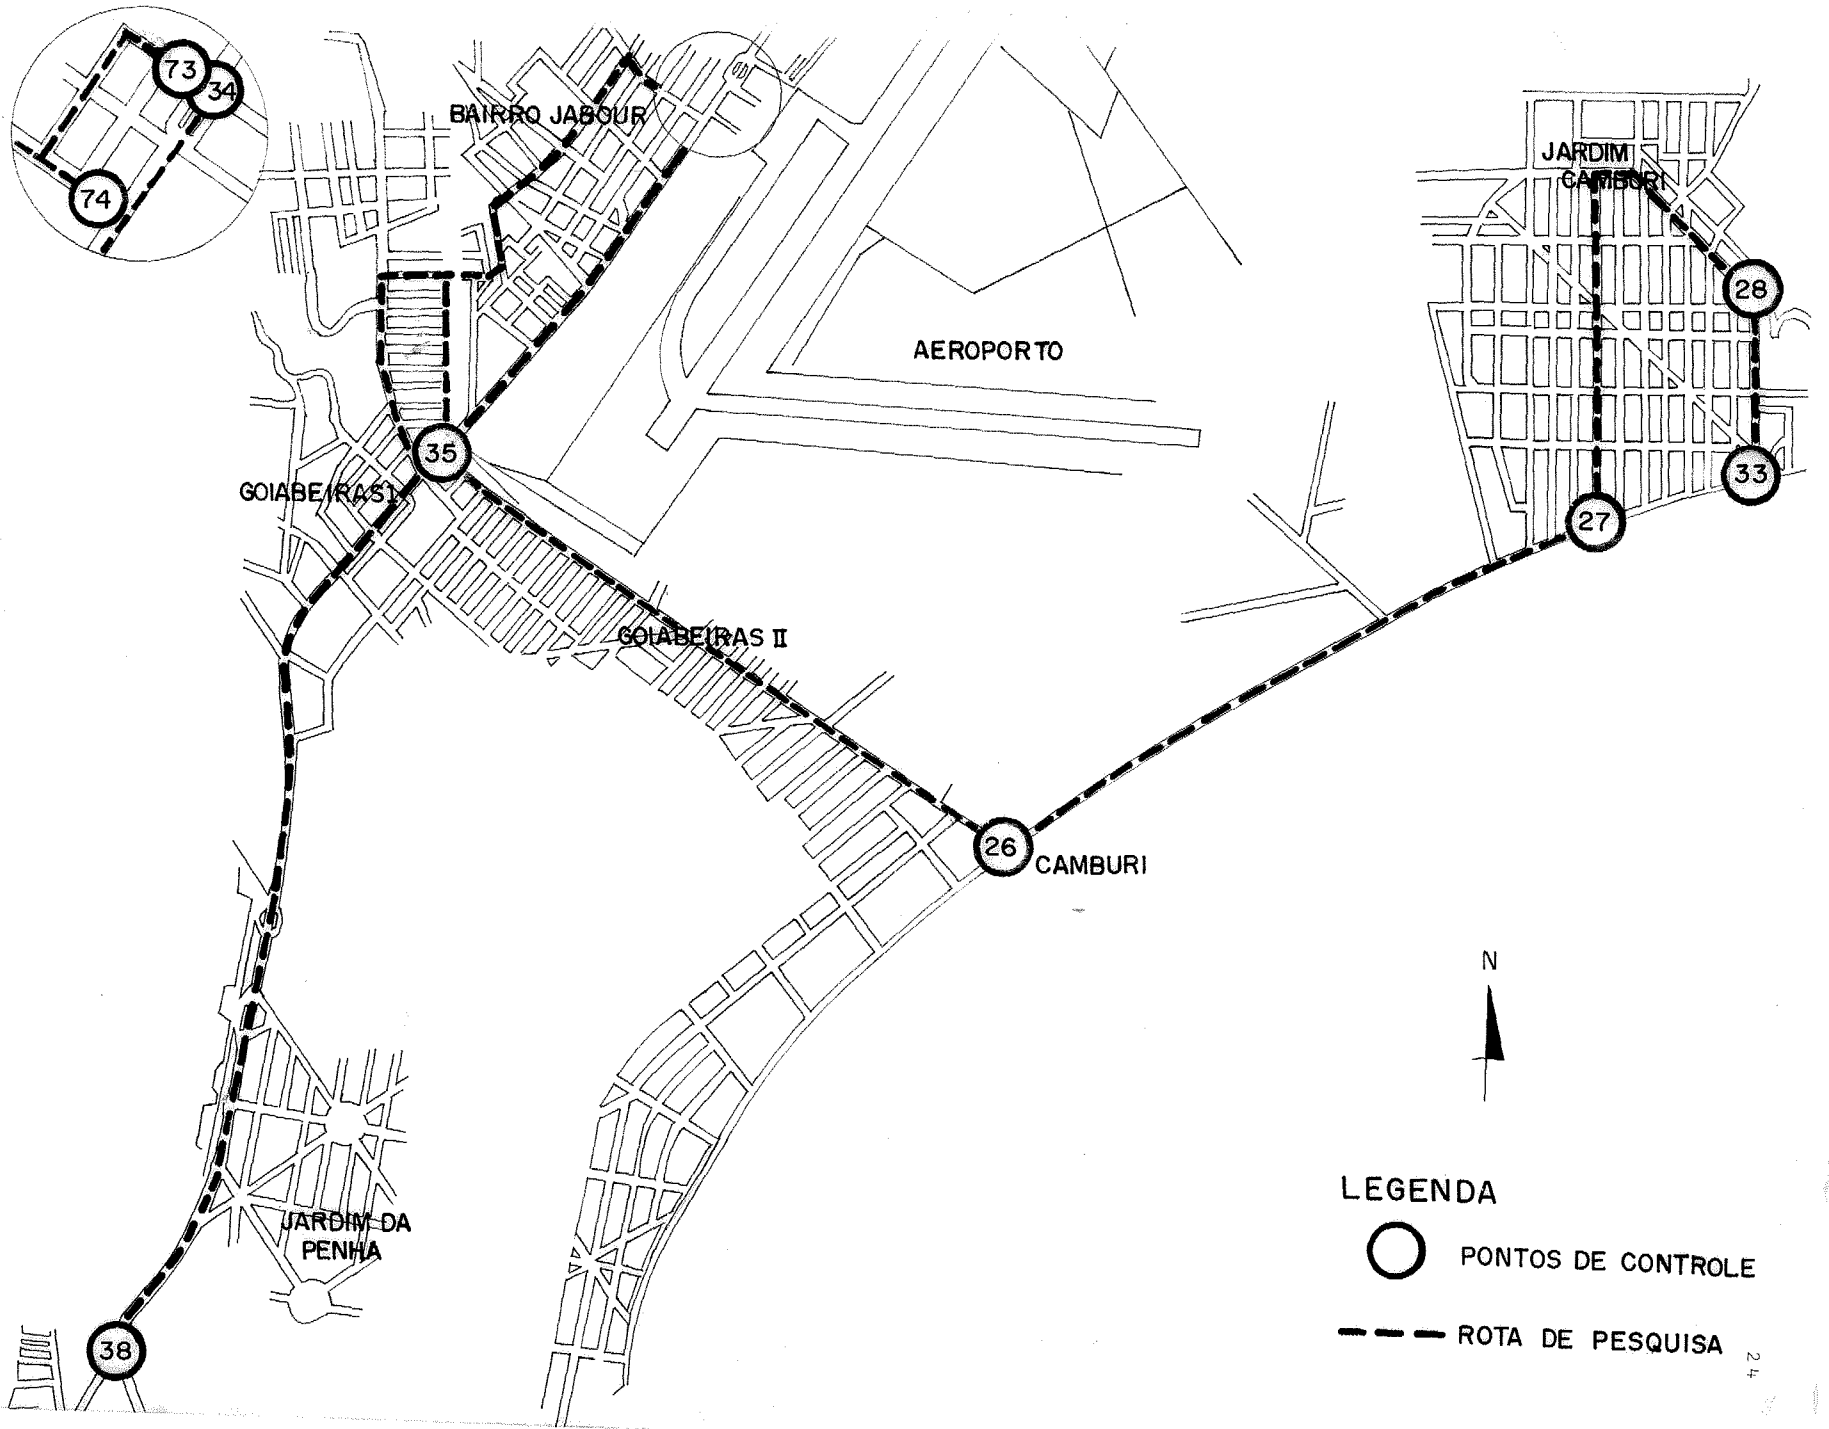 73
34
74
BAIRRO JABOUR
JARDIM
CAMBURI
28
AEROPORTO
35
33
GOIABEIRAS I
27
GOIABEIRAS II
26
CAMBURI
N
LEGENDA
PONTOS DE CONTROLE
ROTA DE PESQUISA
JARDIM DA
PENHA
38
24